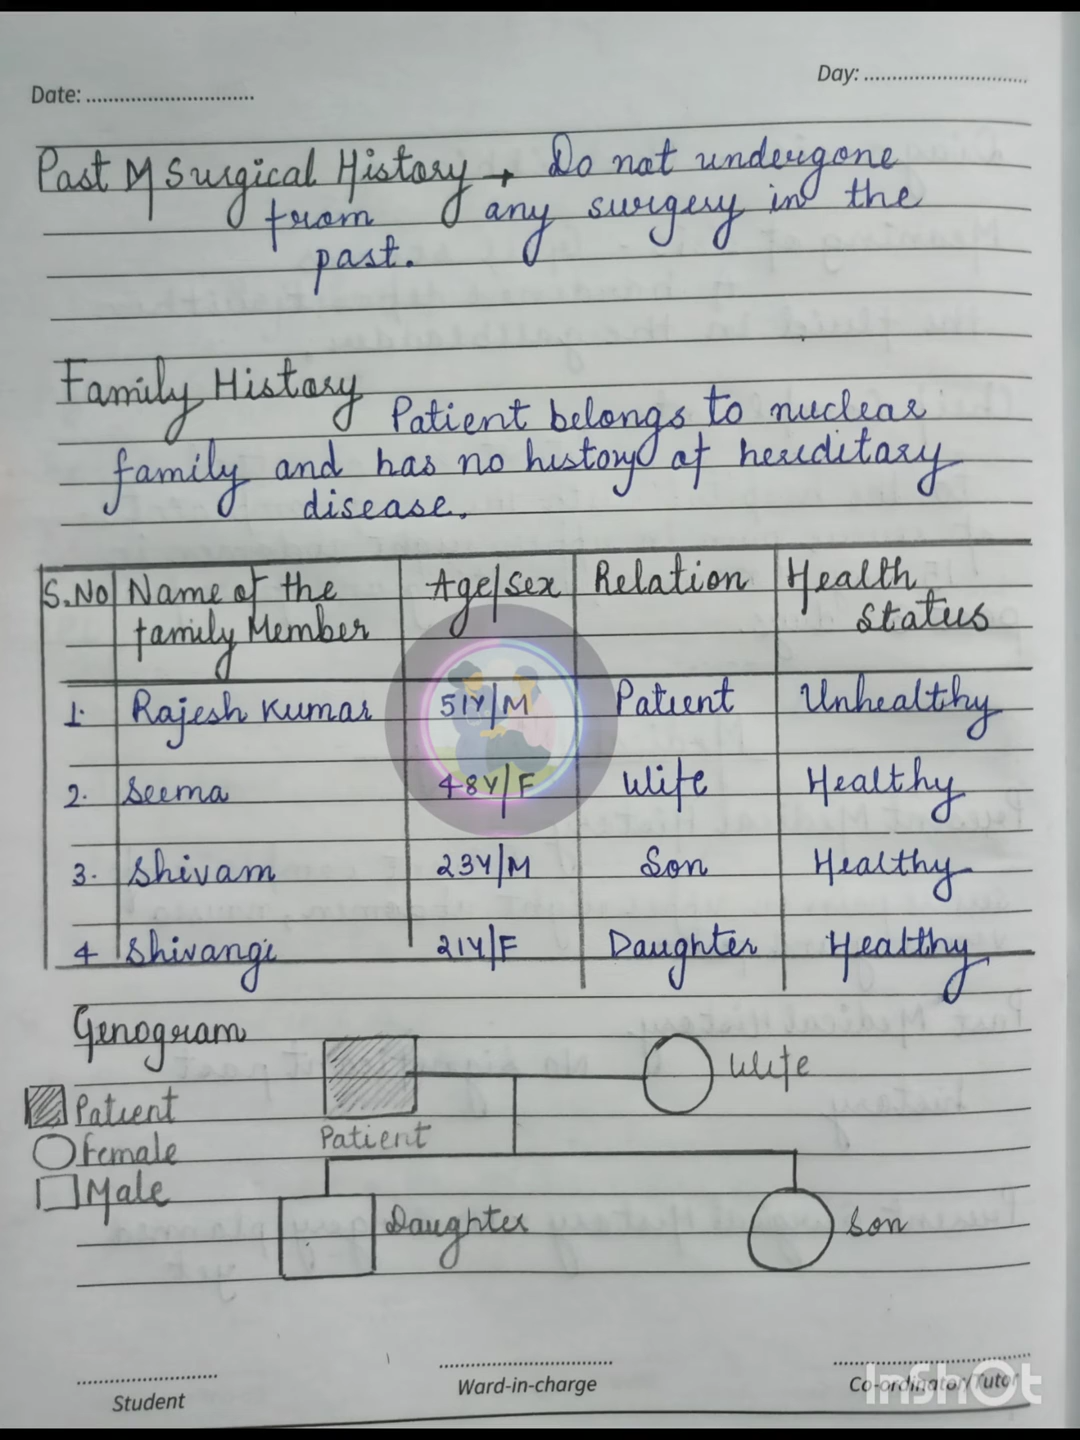 Day: ..............................
Date: ..............................
Past M Surgical History → Do not undergone
from any surgery in the
past.
Family History
Patient belongs to nuclear
family and has no history of hereditary
disease.
S.No Name of the family Member Age/Sex Relation Health Status
1. Rajesh Kumar 51Y/M Patient Unhealthy
2. Seema 48Y/F Wife Healthy
3. Shivam 23Y/M Son Healthy
4 Shivangi 21Y/F Daughter Healthy
Genogram
Wife
Patient
Patient
Female
Male
Daughter Son
Student
Ward-in-charge
Co-ordinator/Tutor
InShOt